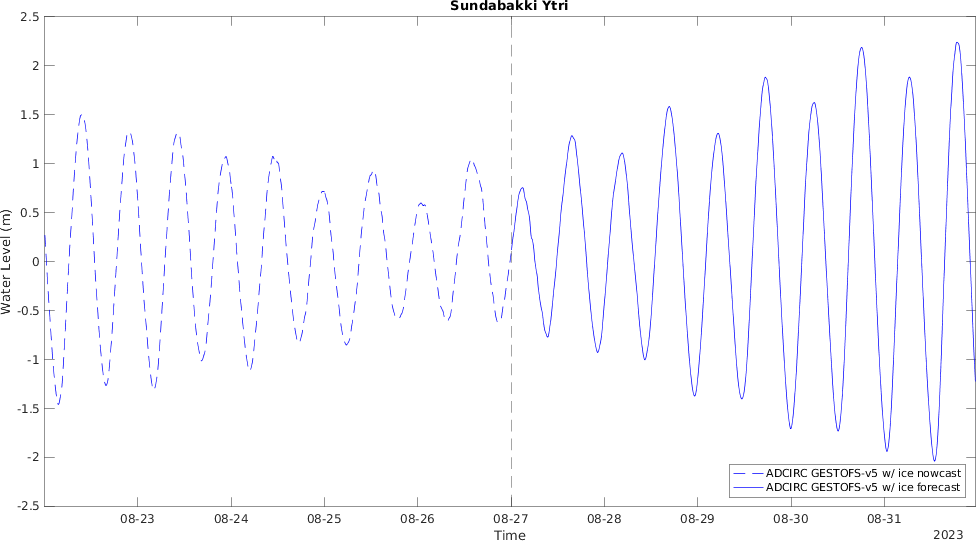 Sundabakki Ytri
2.5
2
1.5
1
0.5
0
-0.5
-1
-1.5
-2
-2.5
Water Level (m)
08-23 08-24 08-25 08-26 08-27 08-28 08-29 08-30 08-31
Time
2023
ADCIRC GESTOFS-v5 w/ ice nowcast
ADCIRC GESTOFS-v5 w/ ice forecast